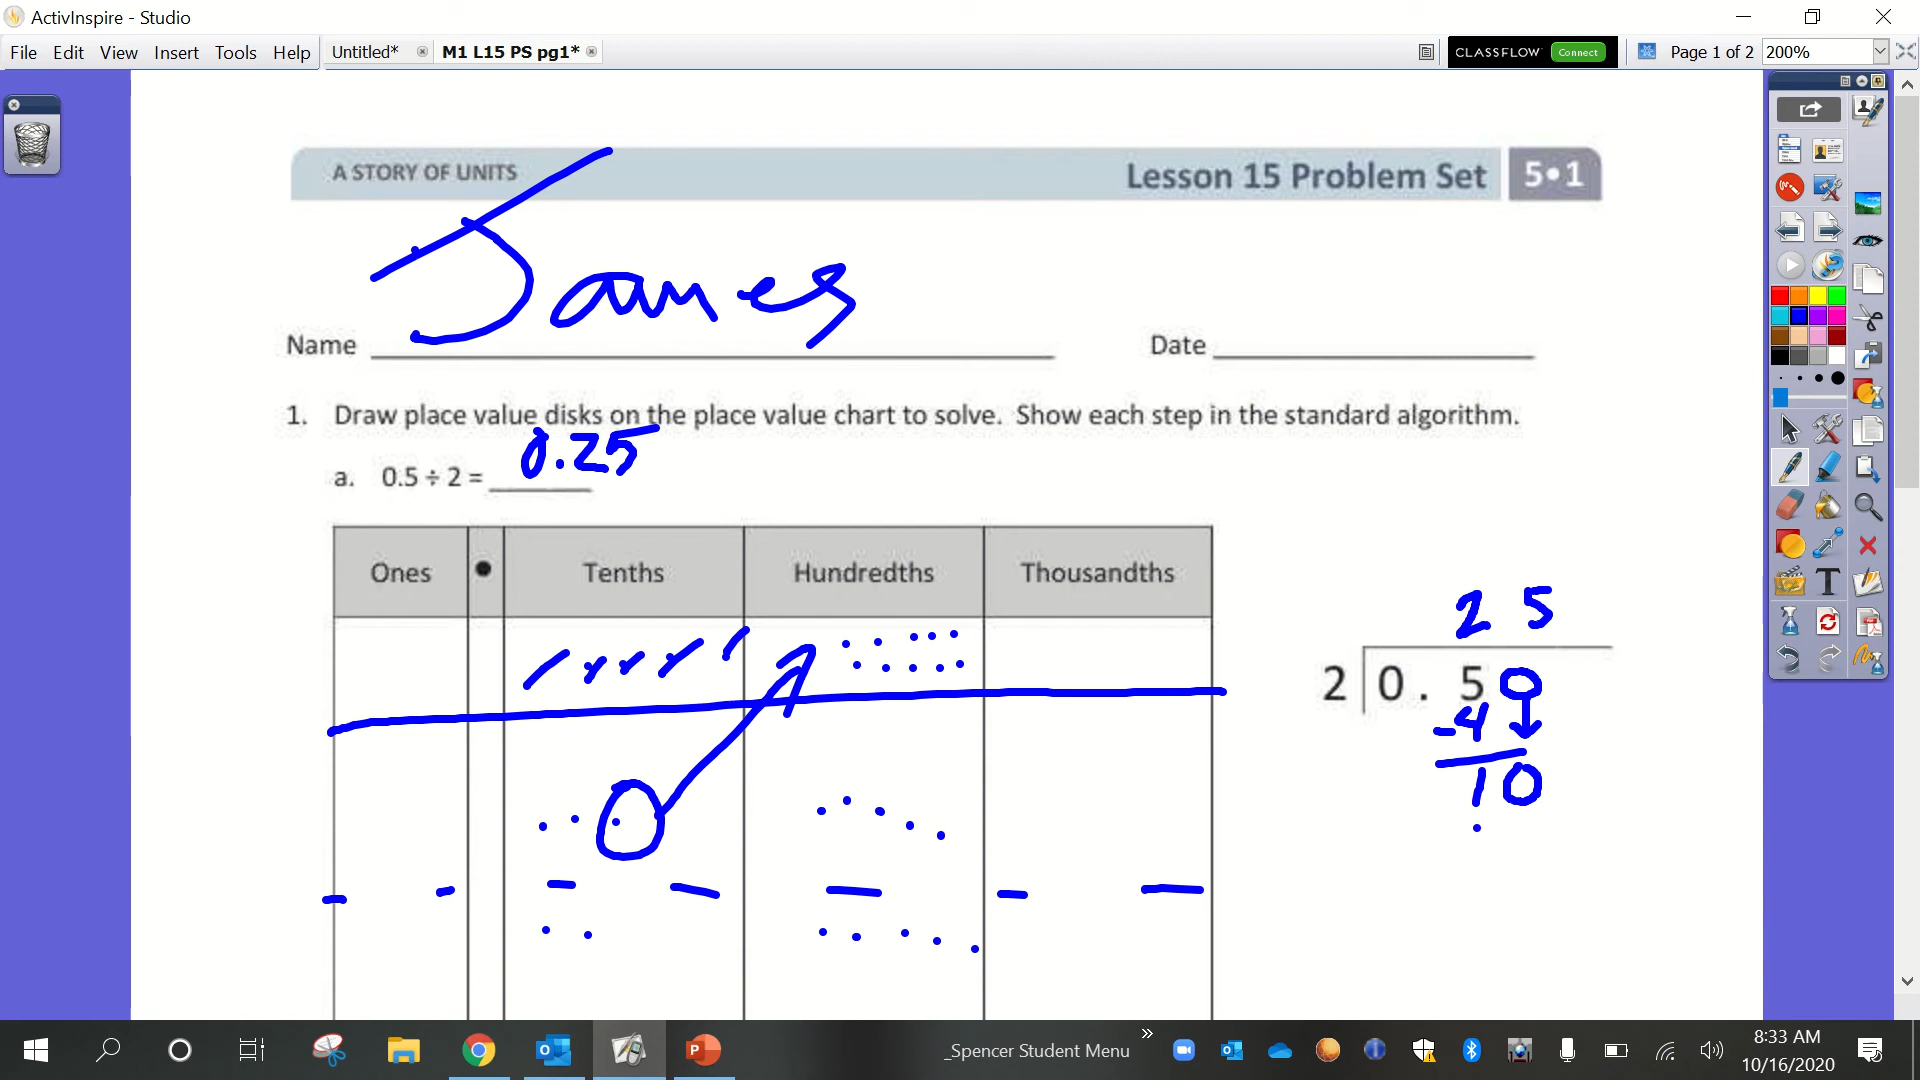 ActivInspire - Studio
File Edit View Insert Tools Help
Untitled*
M1 L15 PS pg1*
CLASSFLOW Connect
Page 1 of 2
200%
A STORY OF UNITS
Lesson 15 Problem Set
5•1
James
Name
Date
1. Draw place value disks on the place value chart to solve. Show each step in the standard algorithm.
0.25
a. 0.5 ÷ 2 =
Ones • Tenths Hundredths Thousandths
2 5
2 0.50
-4
10
T
_Spencer Student Menu
8:33 AM
10/16/2020